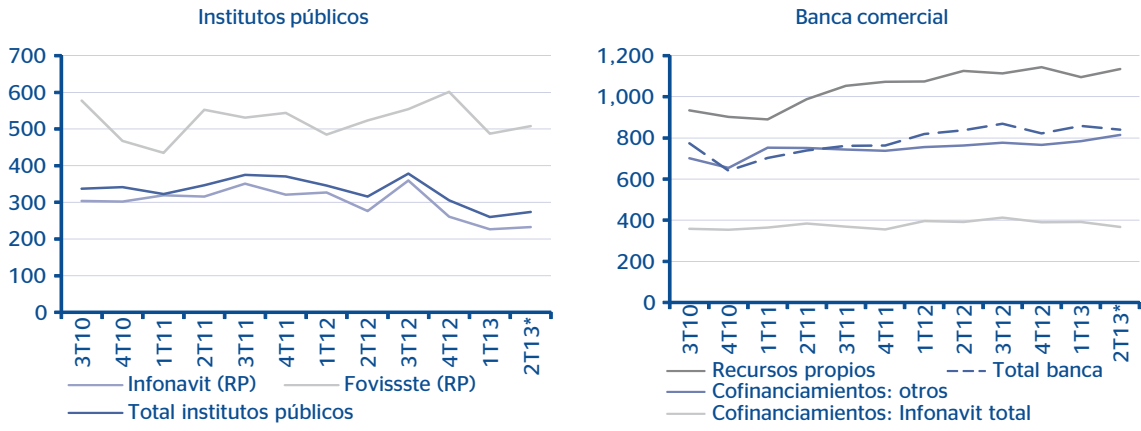 Institutos públicos
700
600
500
400
300
200
100
0
3T10
4T10
1T11
2T11
3T11
4T11
1T12
2T12
3T12
4T12
1T13
2T13*
Infonavit (RP)
Fovissste (RP)
Total institutos públicos
Banca comercial
1,200
1,000
800
600
400
200
0
3T10
4T10
1T11
2T11
3T11
4T11
1T12
2T12
3T12
4T12
1T13
2T13*
Recursos propios
Total banca
Cofinanciamientos: otros
Cofinanciamientos: Infonavit total